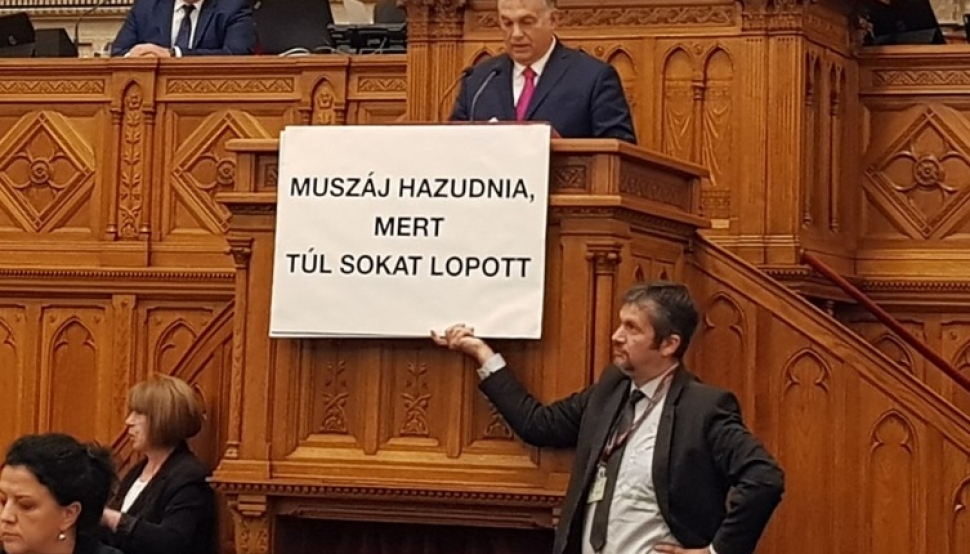 MUSZÁJ HAZUDNIA,
MERT
TÚL SOKAT LOPOTT